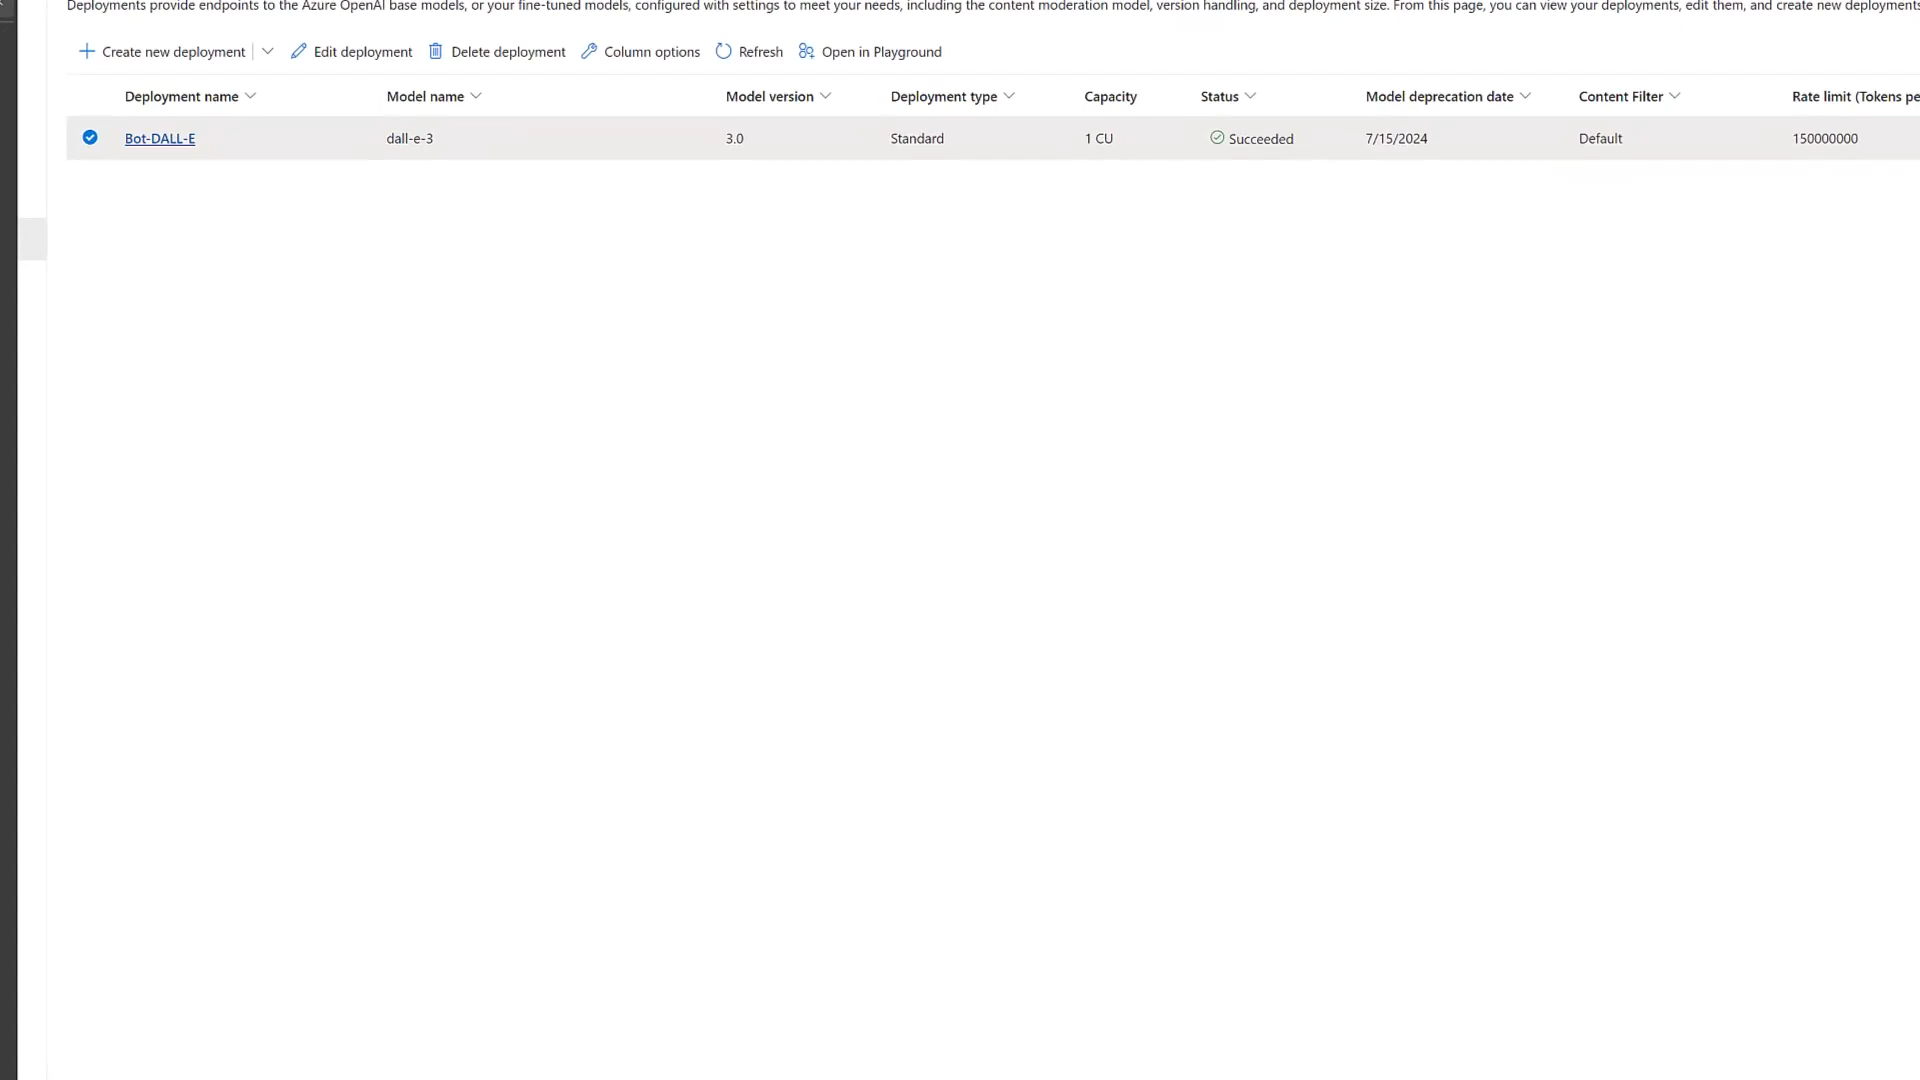 Deployments provide endpoints to the Azure OpenAI base models, or your fine-tuned models, configured with settings to meet your needs, including the content moderation model, version handling, and deployment size. From this page, you can view your deployments, edit them, and create new deployments
Create new deployment Edit deployment Delete deployment Column options Refresh Open in Playground
Deployment name Model name Model version Deployment type Capacity Status Model deprecation date Content Filter Rate limit (Tokens pe
Bot-DALL-E dall-e-3 3.0 Standard 1 CU Succeeded 7/15/2024 Default 150000000